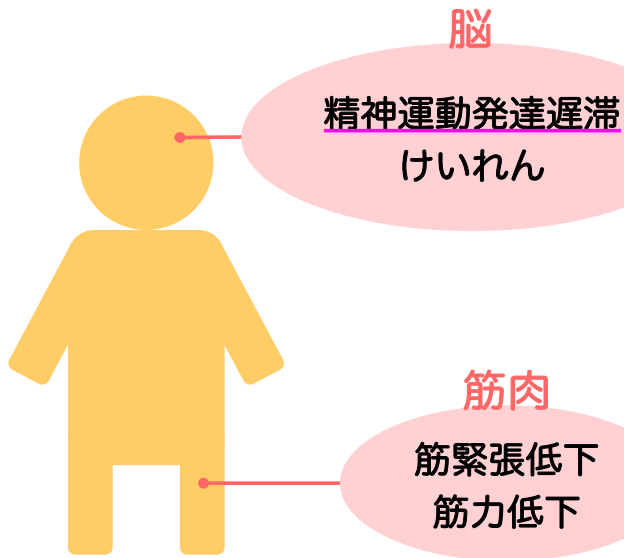 脳
精神運動発達遅滞
けいれん
筋肉
筋緊張低下
筋力低下